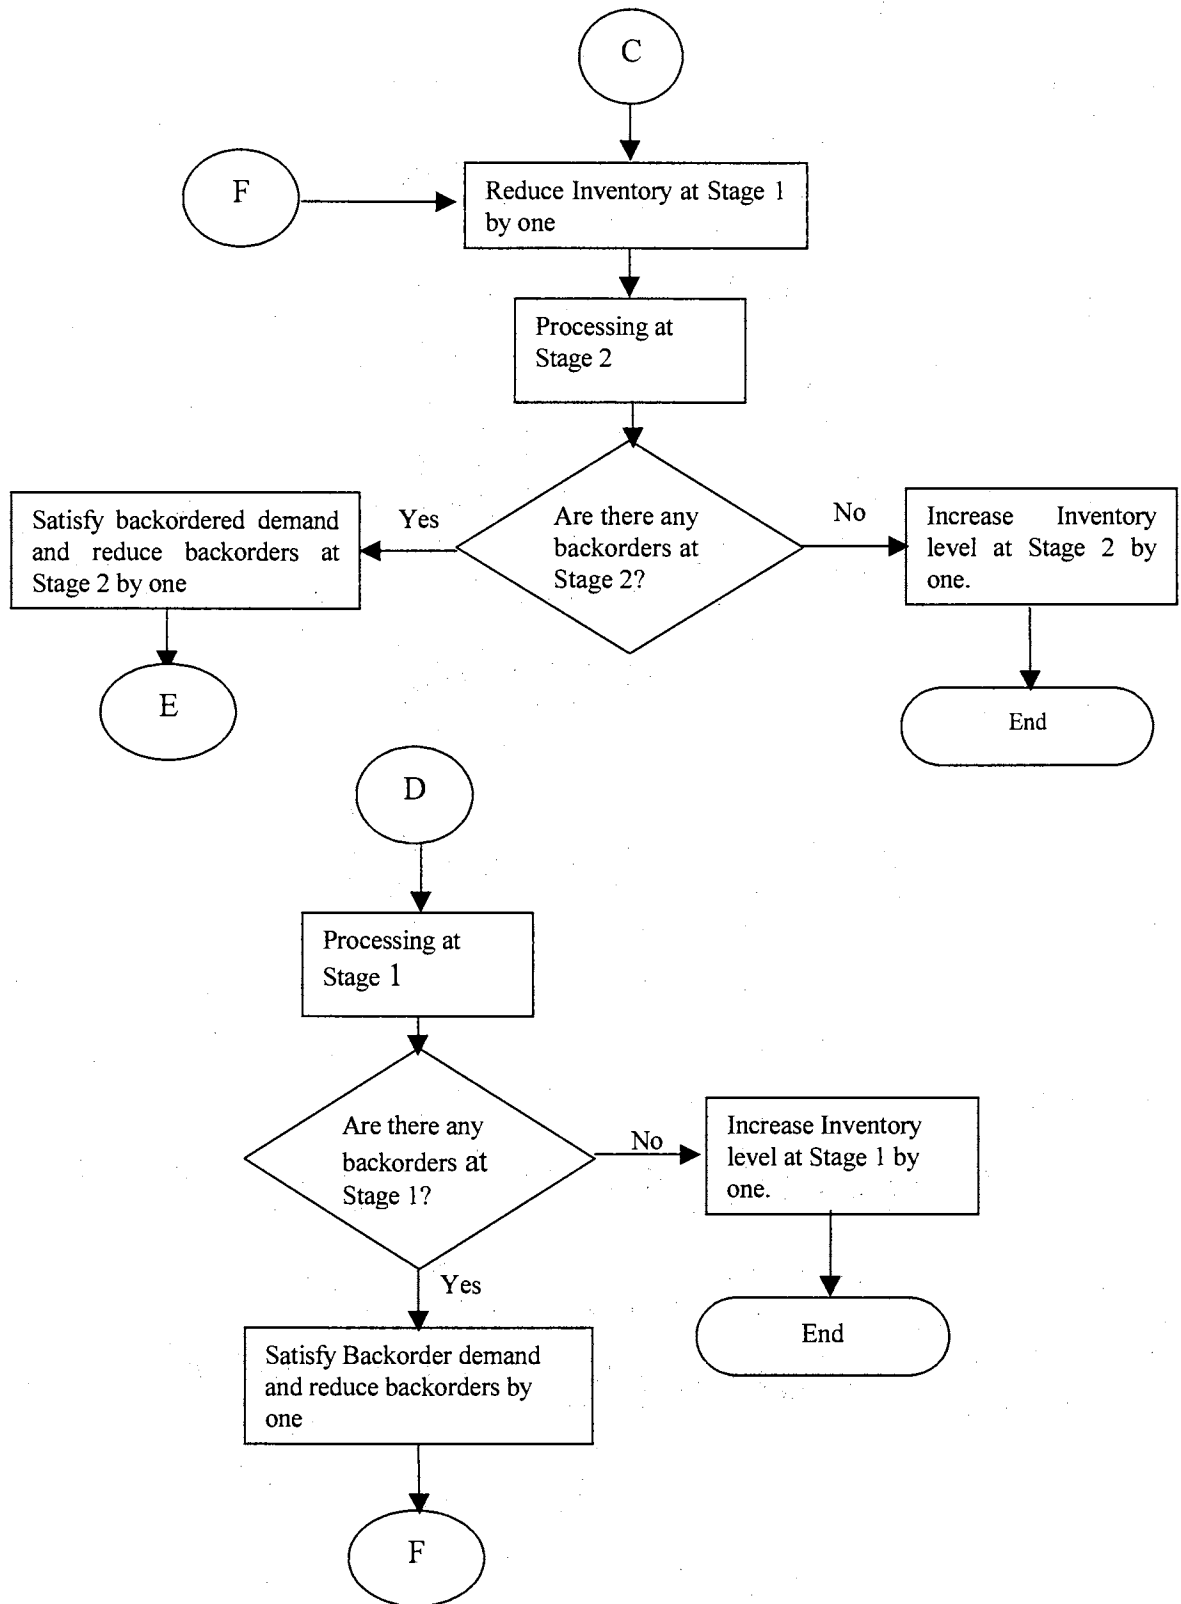 C
F
Reduce Inventory at Stage 1
by one
Processing at
Stage 2
Satisfy backordered demand
and reduce backorders at
Stage 2 by one
Yes
Are there any
backorders at
Stage 2?
No
Increase Inventory
level at Stage 2 by
one.
E
End
D
Processing at
Stage 1
Are there any
backorders at
Stage 1?
No
Increase Inventory
level at Stage 1 by
one.
Yes
End
Satisfy Backorder demand
and reduce backorders by
one
F